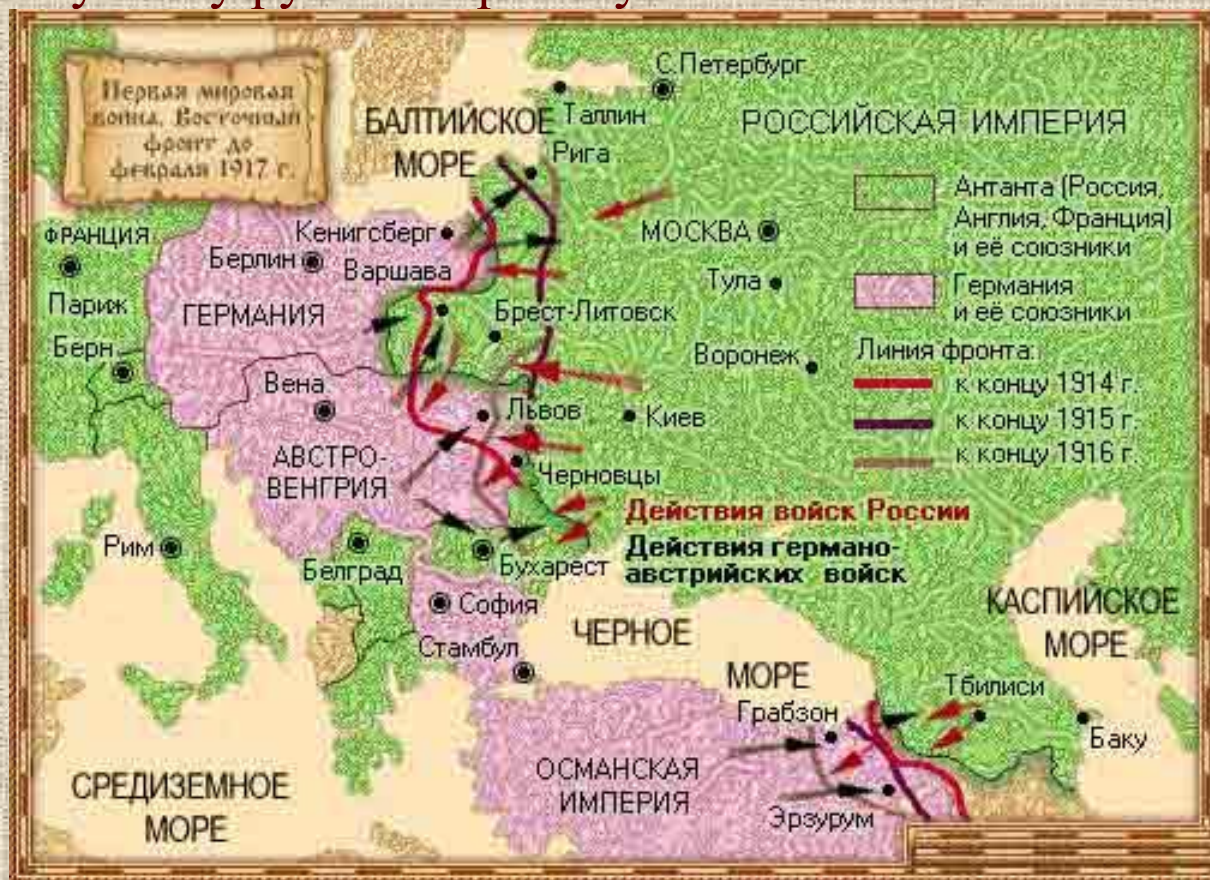 Первая мировая
война. Восточный
фронт до
февраля 1917 г.
С.Петербург
Таллин
БАЛТИЙСКОЕ
МОРЕ
РОССИЙСКАЯ ИМПЕРИЯ
Рига
Антанта (Россия,
Англия, Франция)
и её союзники
ФРАНЦИЯ
Кенигсберг
МОСКВА
Берлин
Варшава
Тула
Германия
и её союзники
Париж
ГЕРМАНИЯ
Брест-Литовск
Берн
Воронеж
Линия фронта:
к концу 1914 г.
Вена
Львов
Киев
к концу 1915 г.
к концу 1916 г.
АВСТРО-
ВЕНГРИЯ
Черновцы
Действия войск России
Рим
Белград
Бухарест
Действия германо-
австрийских войск
София
ЧЕРНОЕ
МОРЕ
КАСПИЙСКОЕ
МОРЕ
Стамбул
Тбилиси
Грабзон
Баку
СРЕДИЗЕМНОЕ
МОРЕ
ОСМАНСКАЯ
ИМПЕРИЯ
Эрзурум